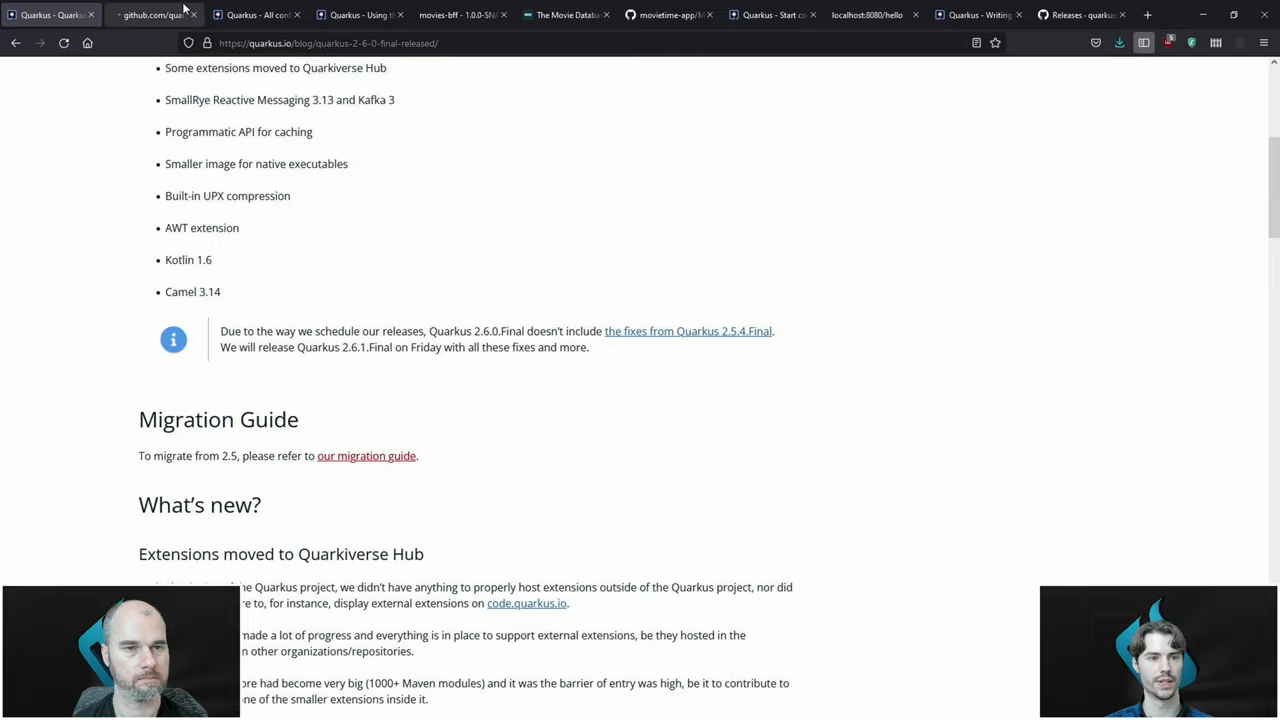 Quarkus - Quarku
github.com/qua
Quarkus - All conf
Quarkus - Using th
movies-bff - 1.0.0-SNA
The Movie Databa
movietime-app/M
Quarkus - Start co
localhost:8080/hello
Quarkus - Writing
Releases - quarkus
https://quarkus.io/blog/quarkus-2-6-0-final-released/
5
• Some extensions moved to Quarkiverse Hub
• SmallRye Reactive Messaging 3.13 and Kafka 3
• Programmatic API for caching
• Smaller image for native executables
• Built-in UPX compression
• AWT extension
• Kotlin 1.6
• Camel 3.14
Due to the way we schedule our releases, Quarkus 2.6.0.Final doesn't include the fixes from Quarkus 2.5.4.Final.
We will release Quarkus 2.6.1.Final on Friday with all these fixes and more.
Migration Guide
To migrate from 2.5, please refer to our migration guide.
What's new?
Extensions moved to Quarkiverse Hub
the Quarkus project, we didn't have anything to properly host extensions outside of the Quarkus project, nor did
re to, for instance, display external extensions on code.quarkus.io.
made a lot of progress and everything is in place to support external extensions, be they hosted in the
n other organizations/repositories.
ore had become very big (1000+ Maven modules) and it was the barrier of entry was high, be it to contribute to
ne of the smaller extensions inside it.